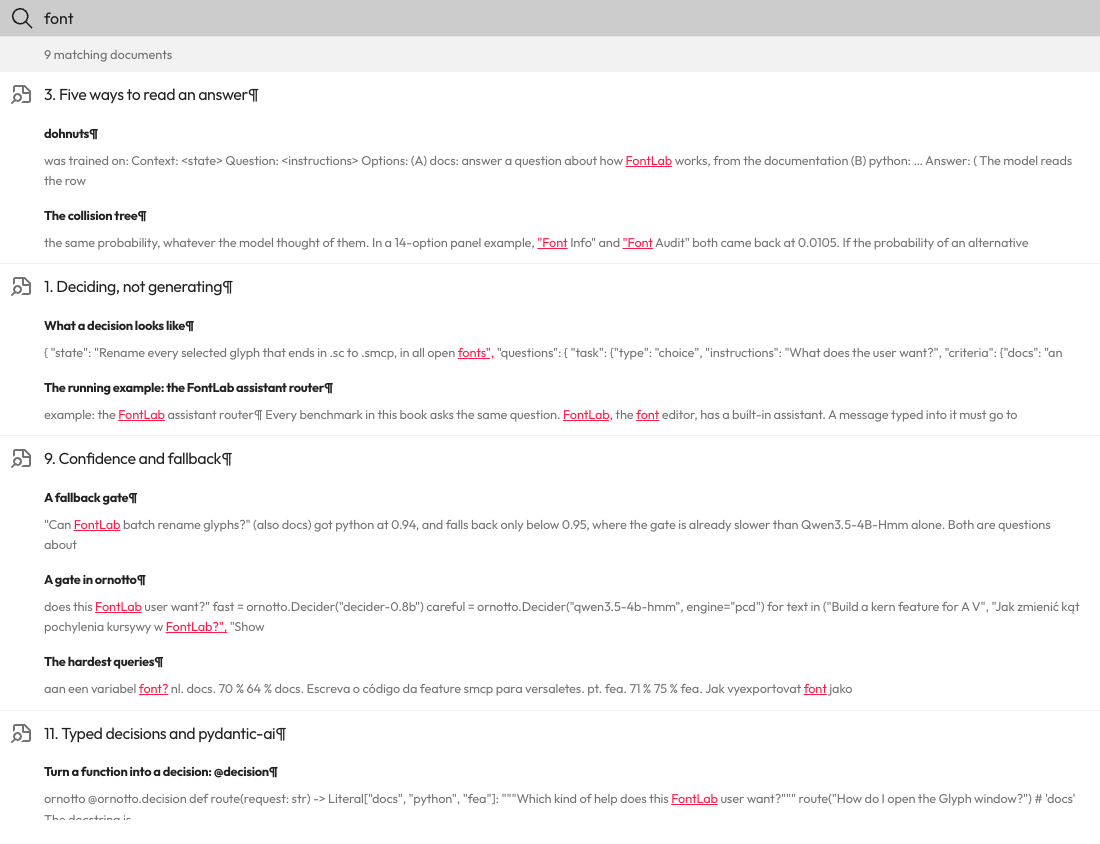 font
9 matching documents
3. Five ways to read an answer¶
dohnuts¶
was trained on: Context: <state> Question: <instructions> Options: (A) docs: answer a question about how FontLab works, from the documentation (B) python: ... Answer: ( The model reads
the row
The collision tree¶
the same probability, whatever the model thought of them. In a 14-option panel example, "Font Info" and "Font Audit" both came back at 0.0105. If the probability of an alternative
1. Deciding, not generating¶
What a decision looks like¶
{ "state": "Rename every selected glyph that ends in .sc to .smcp, in all open fonts", "questions": { "task": {"type": "choice", "instructions": "What does the user want?", "criteria": {"docs": "an
The running example: the FontLab assistant router¶
example: the FontLab assistant router¶ Every benchmark in this book asks the same question. FontLab, the font editor, has a built-in assistant. A message typed into it must go to
9. Confidence and fallback¶
A fallback gate¶
"Can FontLab batch rename glyphs?" (also docs) got python at 0.94, and falls back only below 0.95, where the gate is already slower than Qwen3.5-4B-Hmm alone. Both are questions
about
A gate in ornotto¶
does this FontLab user want?" fast = ornotto.Decider("decider-0.8b") careful = ornotto.Decider("qwen3.5-4b-hmm", engine="pcd") for text in ("Build a kern feature for A V", "Jak zmienić kąt
pochylenia kursywy w FontLab?", "Show
The hardest queries¶
aan een variabel font? nl. docs. 70 % 64 % docs. Escreva o código da feature smcp para versaletes. pt. fea. 71 % 75 % fea. Jak vyexportovat font jako
11. Typed decisions and pydantic-ai¶
Turn a function into a decision: @decision¶
ornotto @ornotto.decision def route(request: str) -> Literal["docs", "python", "fea"]: """Which kind of help does this FontLab user want?""" route("How do I open the Glyph window?") # 'docs'
The docstring is